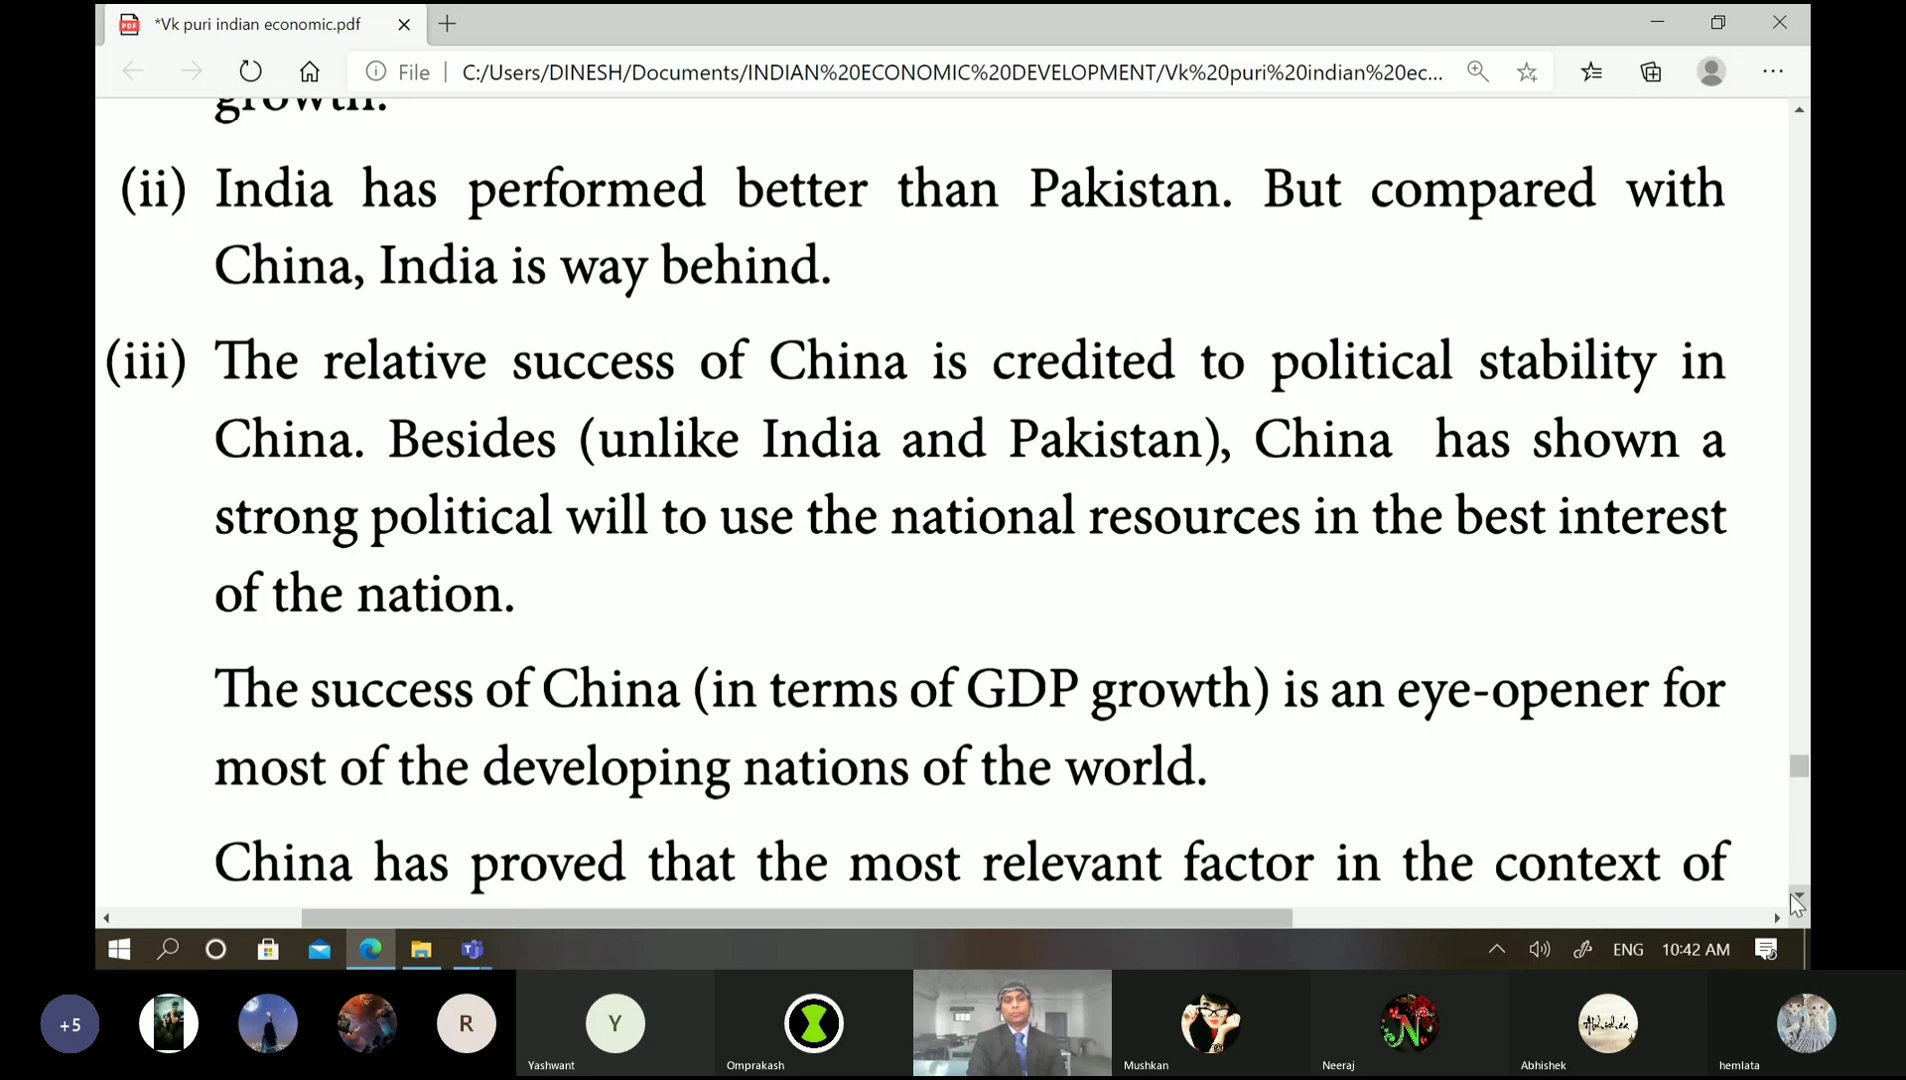 *Vk puri indian economic.pdf
File | C:/Users/DINESH/Documents/INDIAN%20ECONOMIC%20DEVELOPMENT/Vk%20puri%20indian%20ec...
growth.
(ii) India has performed better than Pakistan. But compared with
China, India is way behind.
(iii) The relative success of China is credited to political stability in
China. Besides (unlike India and Pakistan), China has shown a
strong political will to use the national resources in the best interest
of the nation.
The success of China (in terms of GDP growth) is an eye-opener for
most of the developing nations of the world.
China has proved that the most relevant factor in the context of
ENG 10:42 AM
+5
R
Y
N
Abhishek
Yashwant
Omprakash
Mushkan
Neeraj
Abhishek
hemlata